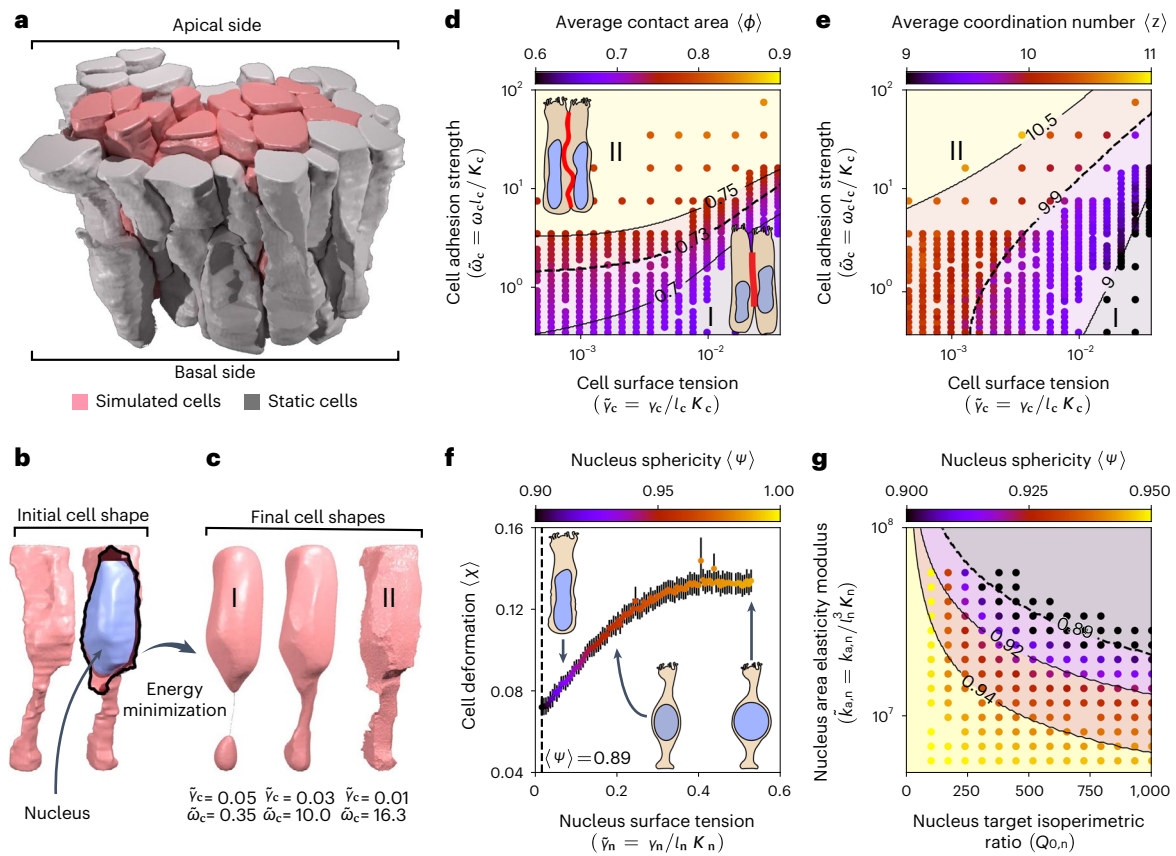 a
Apical side
Basal side
Simulated cells
Static cells
b
Initial cell shape
Nucleus
Energy
minimization
c
Final cell shapes
I
II
γ̃c = 0.05 γ̃c = 0.03 γ̃c = 0.01
ω̃c = 0.35 ω̃c = 10.0 ω̃c = 16.3
d
Average contact area ⟨ϕ⟩
0.6 0.7 0.8 0.9
Cell adhesion strength
(ω̃c = ωc lc / Kc)
10² 
10¹
10⁰
II
0.75
0.73
0.7
I
10⁻³ 10⁻²
Cell surface tension
(γ̃c = γc/lc Kc)
e
Average coordination number ⟨z⟩
9 10 11
Cell adhesion strength
(ω̃c = ωc lc / Kc)
10²
10¹
10⁰
II
10.5
9.9
9
I
10⁻³ 10⁻²
Cell surface tension
(γ̃c = γc/lc Kc)
f
Nucleus sphericity ⟨Ψ⟩
0.90 0.95 1.00
Cell deformation ⟨χ⟩
0.16
0.12
0.08
0.04
⟨Ψ⟩ = 0.89
0 0.2 0.4 0.6
Nucleus surface tension
(γ̃n = γn/ln Kn)
g
Nucleus sphericity ⟨Ψ⟩
0.900 0.925 0.950
Nucleus area elasticity modulus
(k̃a,n = ka,n/ln³ Kn)
10⁸
10⁷
0.89
0.92
0.94
0 250 500 750 1,000
Nucleus target isoperimetric
ratio (Q0,n)